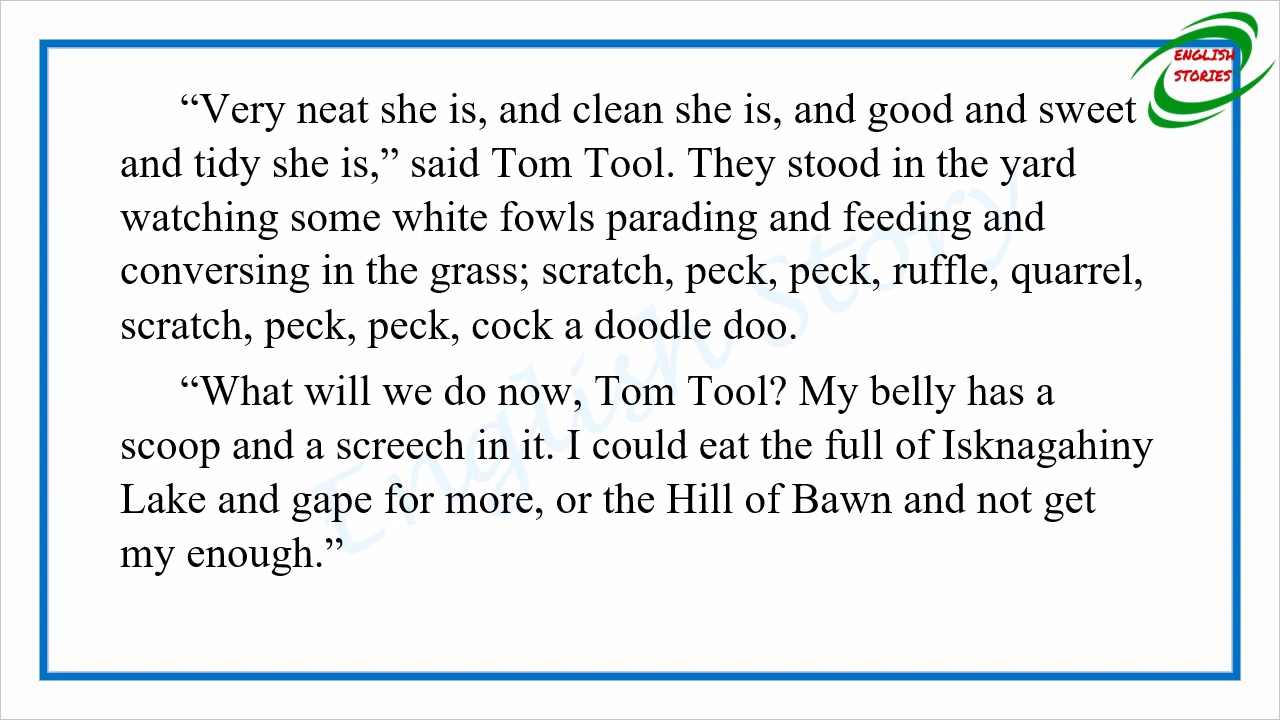 ENGLISH
STORIES
“Very neat she is, and clean she is, and good and sweet
and tidy she is,” said Tom Tool. They stood in the yard
watching some white fowls parading and feeding and
conversing in the grass; scratch, peck, peck, ruffle, quarrel,
scratch, peck, peck, cock a doodle doo.
“What will we do now, Tom Tool? My belly has a
scoop and a screech in it. I could eat the full of Isknagahiny
Lake and gape for more, or the Hill of Bawn and not get
my enough.”
English Story